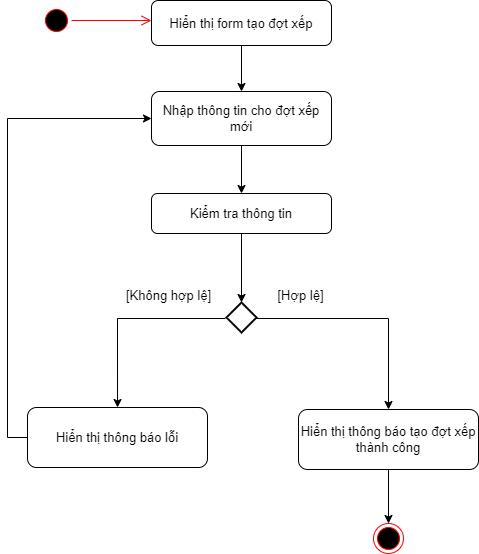 Hiển thị form tạo đợt xếp
Nhập thông tin cho đợt xếp
mới
Kiểm tra thông tin
[Không hợp lệ]
[Hợp lệ]
Hiển thị thông báo lỗi
Hiển thị thông báo tạo đợt xếp
thành công